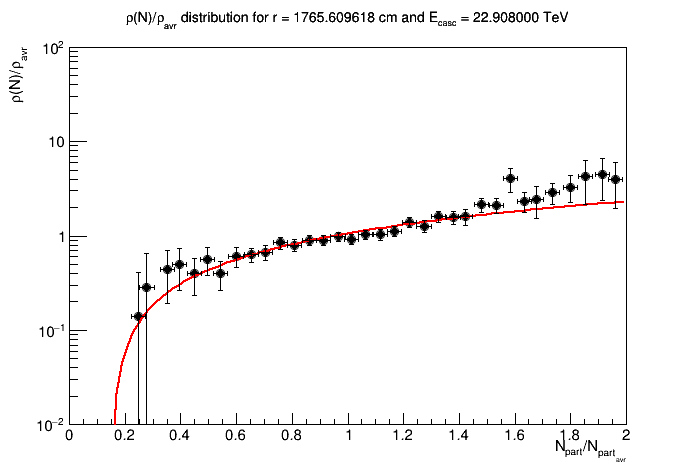 ρ(N)/ρavr distribution for r = 1765.609618 cm and Ecasc = 22.908000 TeV
ρ(N)/ρavr
10²
10
1
10⁻¹
10⁻²
0 0.2 0.4 0.6 0.8 1 1.2 1.4 1.6 1.8 2
Npart/Npartavr